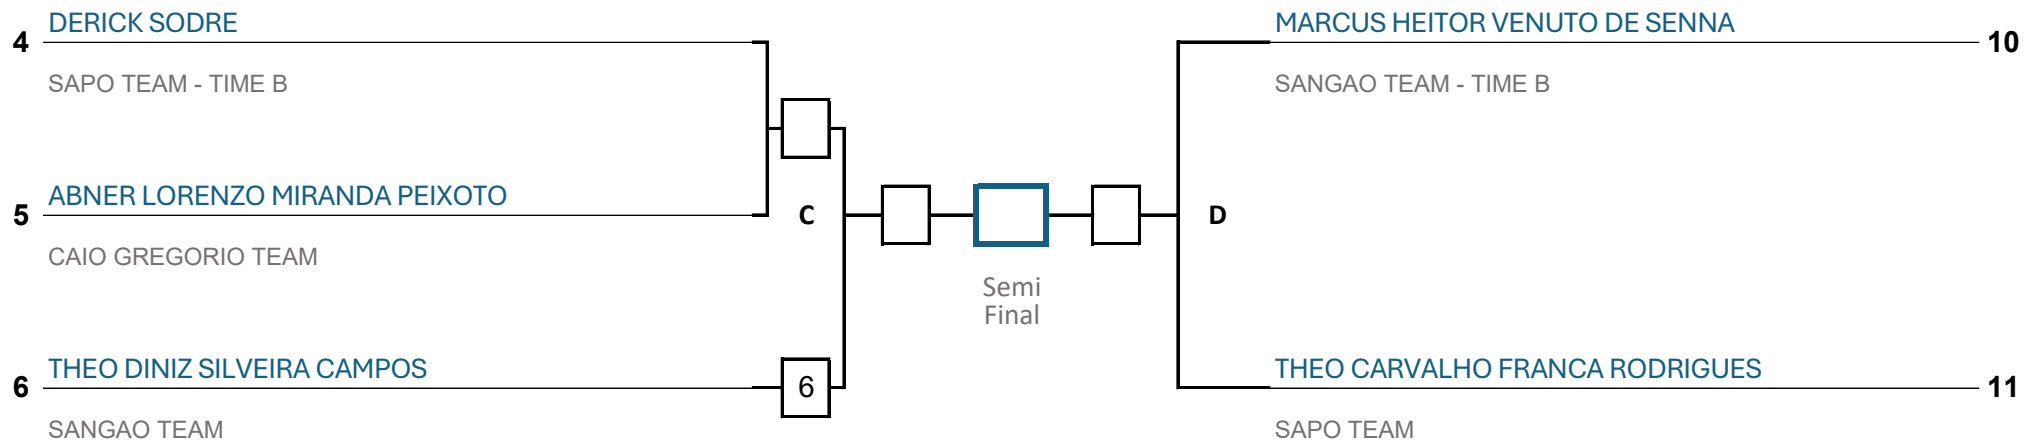 DERICK SODRE
4
SAPO TEAM - TIME B
ABNER LORENZO MIRANDA PEIXOTO
5
CAIO GREGORIO TEAM
THEO DINIZ SILVEIRA CAMPOS
6
SANGAO TEAM
6
C
Semi
Final
D
MARCUS HEITOR VENUTO DE SENNA
10
SANGAO TEAM - TIME B
THEO CARVALHO FRANCA RODRIGUES
11
SAPO TEAM